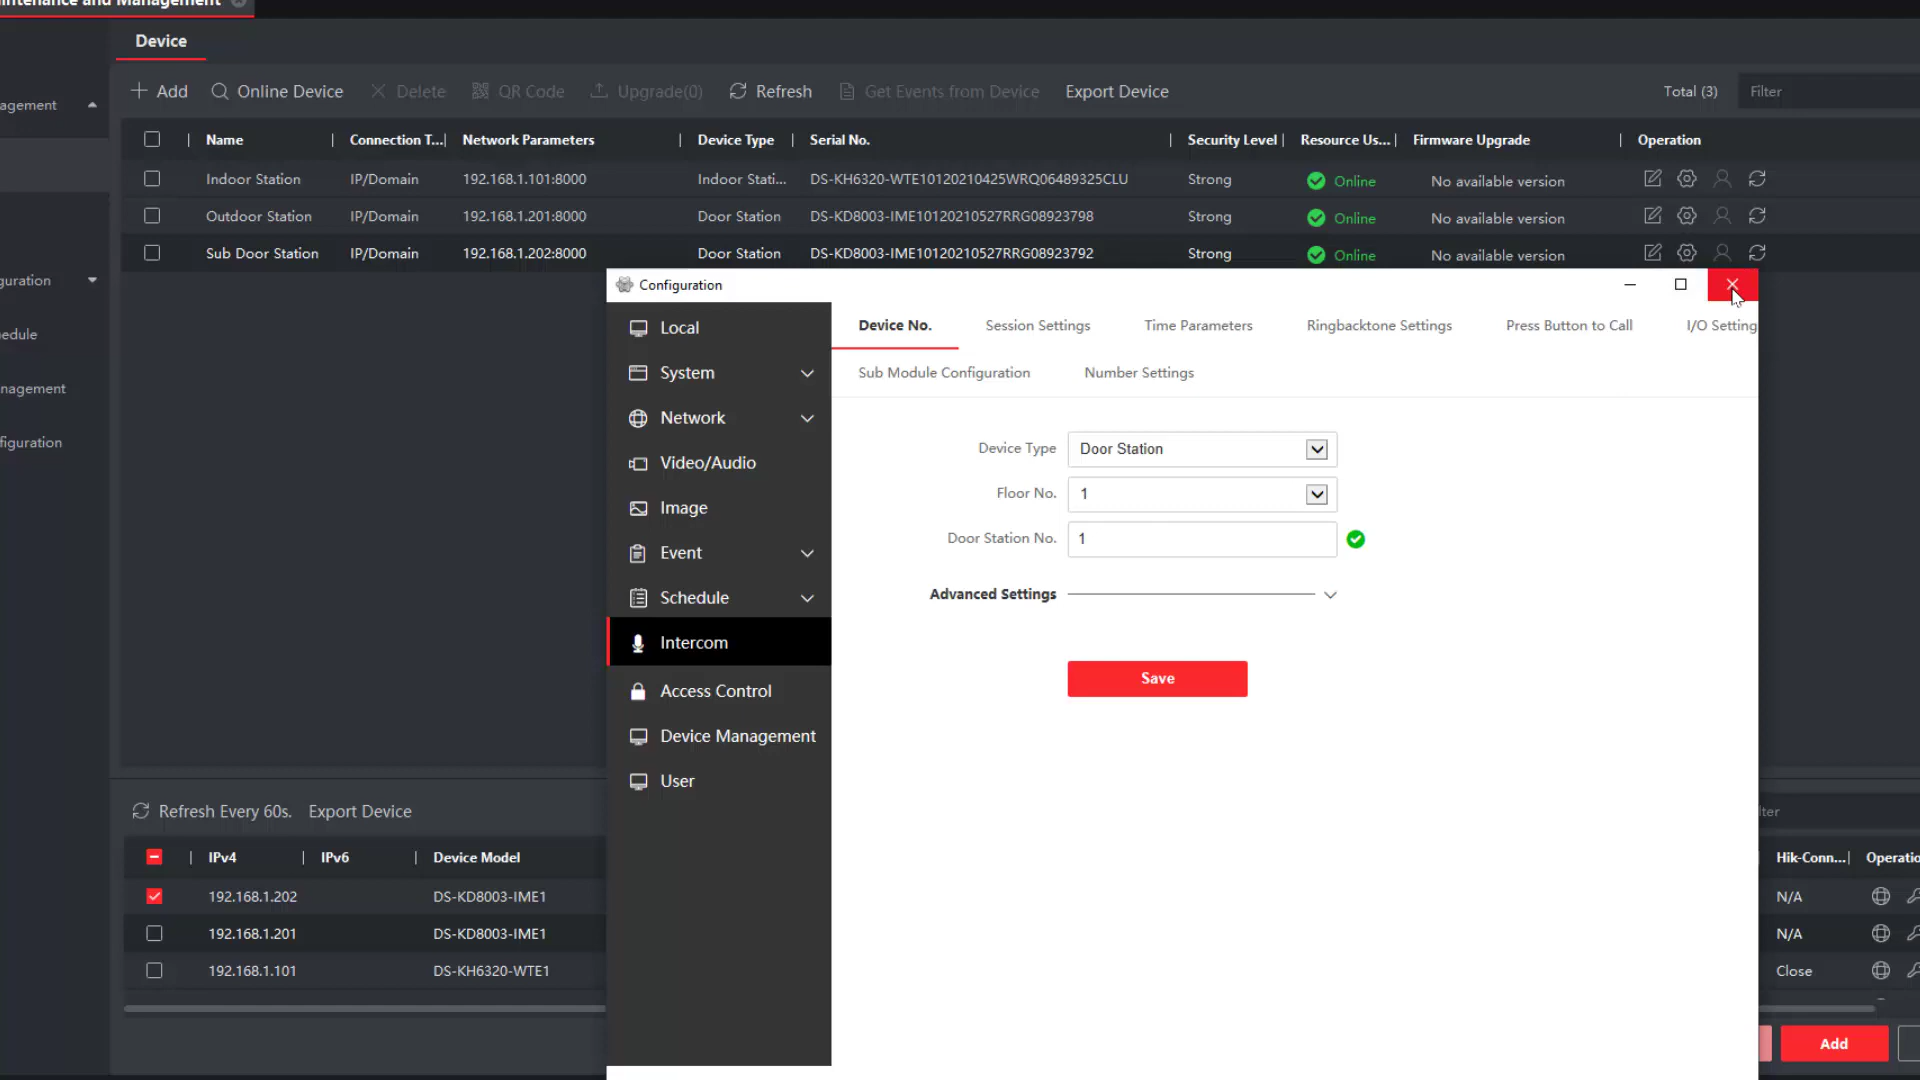 intenance and Management
Device
Add Online Device Delete QR Code Upgrade(0) Refresh Get Events from Device Export Device Total (3) Filter
agement
Name | Connection T...| Network Parameters | Device Type | Serial No. | Security Level | Resource Us... | Firmware Upgrade | Operation
Indoor Station IP/Domain 192.168.1.101:8000 Indoor Stati... DS-KH6320-WTE10120210425WRQ06489325CLU Strong Online No available version
Outdoor Station IP/Domain 192.168.1.201:8000 Door Station DS-KD8003-IME10120210527RRG08923798 Strong Online No available version
Sub Door Station IP/Domain 192.168.1.202:8000 Door Station DS-KD8003-IME10120210527RRG08923792 Strong Online No available version
guration
edule
nagement
figuration
Configuration
Local
System
Network
Video/Audio
Image
Event
Schedule
Intercom
Access Control
Device Management
User
Device No. Session Settings Time Parameters Ringbacktone Settings Press Button to Call I/O Setting
Sub Module Configuration Number Settings
Device Type Door Station
Floor No. 1
Door Station No. 1
Advanced Settings
Save
Refresh Every 60s. Export Device lter
IPv4 | IPv6 | Device Model Hik-Conn...| Operatio
192.168.1.202 DS-KD8003-IME1 N/A
192.168.1.201 DS-KD8003-IME1 N/A
192.168.1.101 DS-KH6320-WTE1 Close
Add